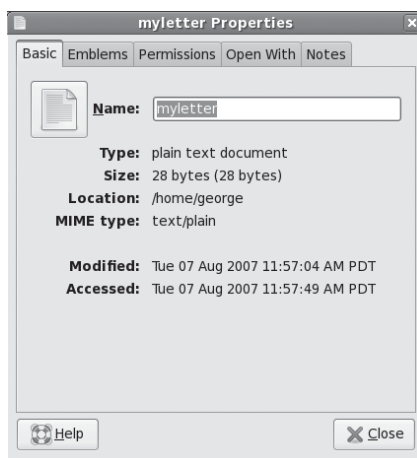 myletter Properties
Basic Emblems Permissions Open With Notes
Name: myletter
Type: plain text document
Size: 28 bytes (28 bytes)
Location: /home/george
MIME type: text/plain
Modified: Tue 07 Aug 2007 11:57:04 AM PDT
Accessed: Tue 07 Aug 2007 11:57:49 AM PDT
Help Close